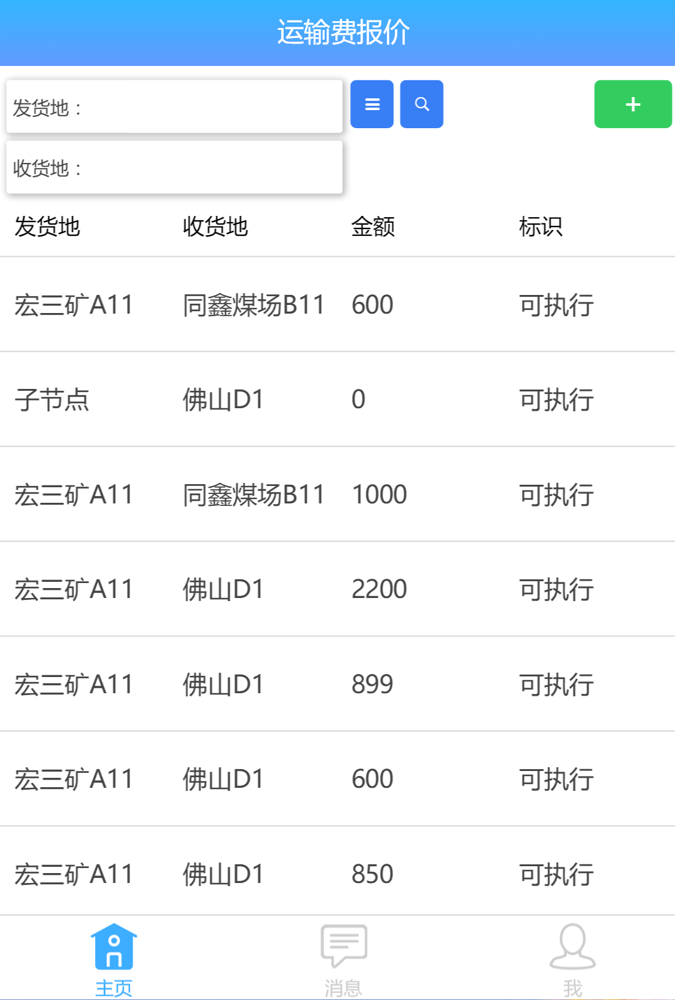 运输费报价
发货地：
收货地：
发货地 收货地 金额 标识
宏三矿A11 同鑫煤场B11 600 可执行
子节点 佛山D1 0 可执行
宏三矿A11 同鑫煤场B11 1000 可执行
宏三矿A11 佛山D1 2200 可执行
宏三矿A11 佛山D1 899 可执行
宏三矿A11 佛山D1 600 可执行
宏三矿A11 佛山D1 850 可执行
主页 消息 我